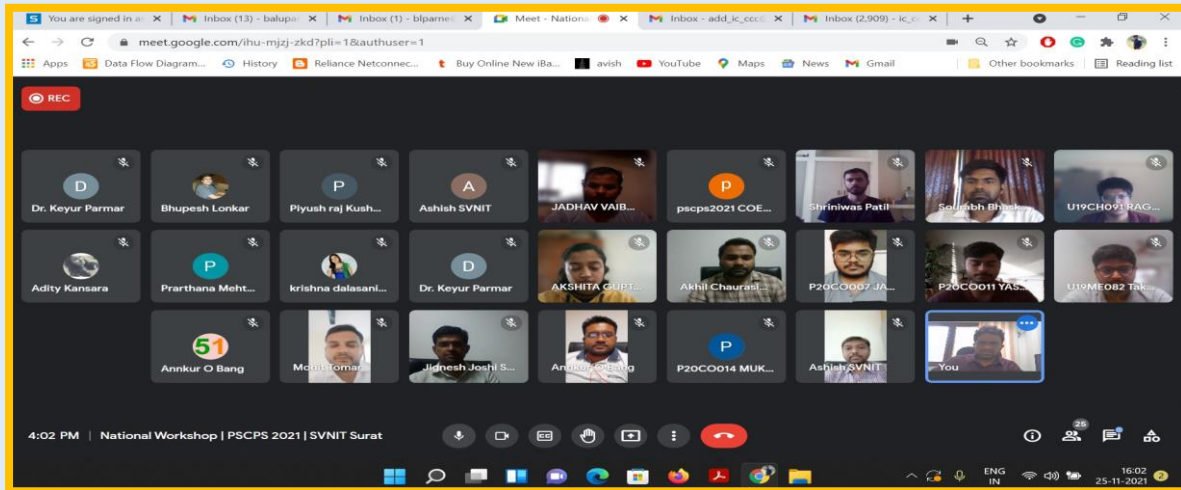 You are signed in a
Inbox (13) - balupa
Inbox (1) - blparne
Meet - Nationa
Inbox - add_ic_ccc
Inbox (2,909) - ic_c
meet.google.com/ihu-mjzj-zkd?pli=1&authuser=1
Apps Data Flow Diagram... History Reliance Netconnec... Buy Online New iBa... avish YouTube Maps News Gmail Other bookmarks Reading list
REC
D D P A P
Dr. Keyur Parmar Bhupesh Lonkar Piyush raj Kush... Ashish SVNIT JADHAV VAIB... pscps2021 COE... Shriniwas Patil Sourabh Bhask... U19CH091 RAG...
P D
Adity Kansara Prarthana Meht... krishna dalasani... Dr. Keyur Parmar AKSHITA GUPT... Akhil Chaurasi... P20CO007 JA... P20CO011 YAS... U19ME082 Tak...
51 P
Annkur O Bang Mohit Tomar Jignesh Joshi S... Annkur O Bang P20CO014 MUK... Ashish SVNIT You
4:02 PM | National Workshop | PSCPS 2021 | SVNIT Surat
25
ENG 16:02
IN 25-11-2021 2